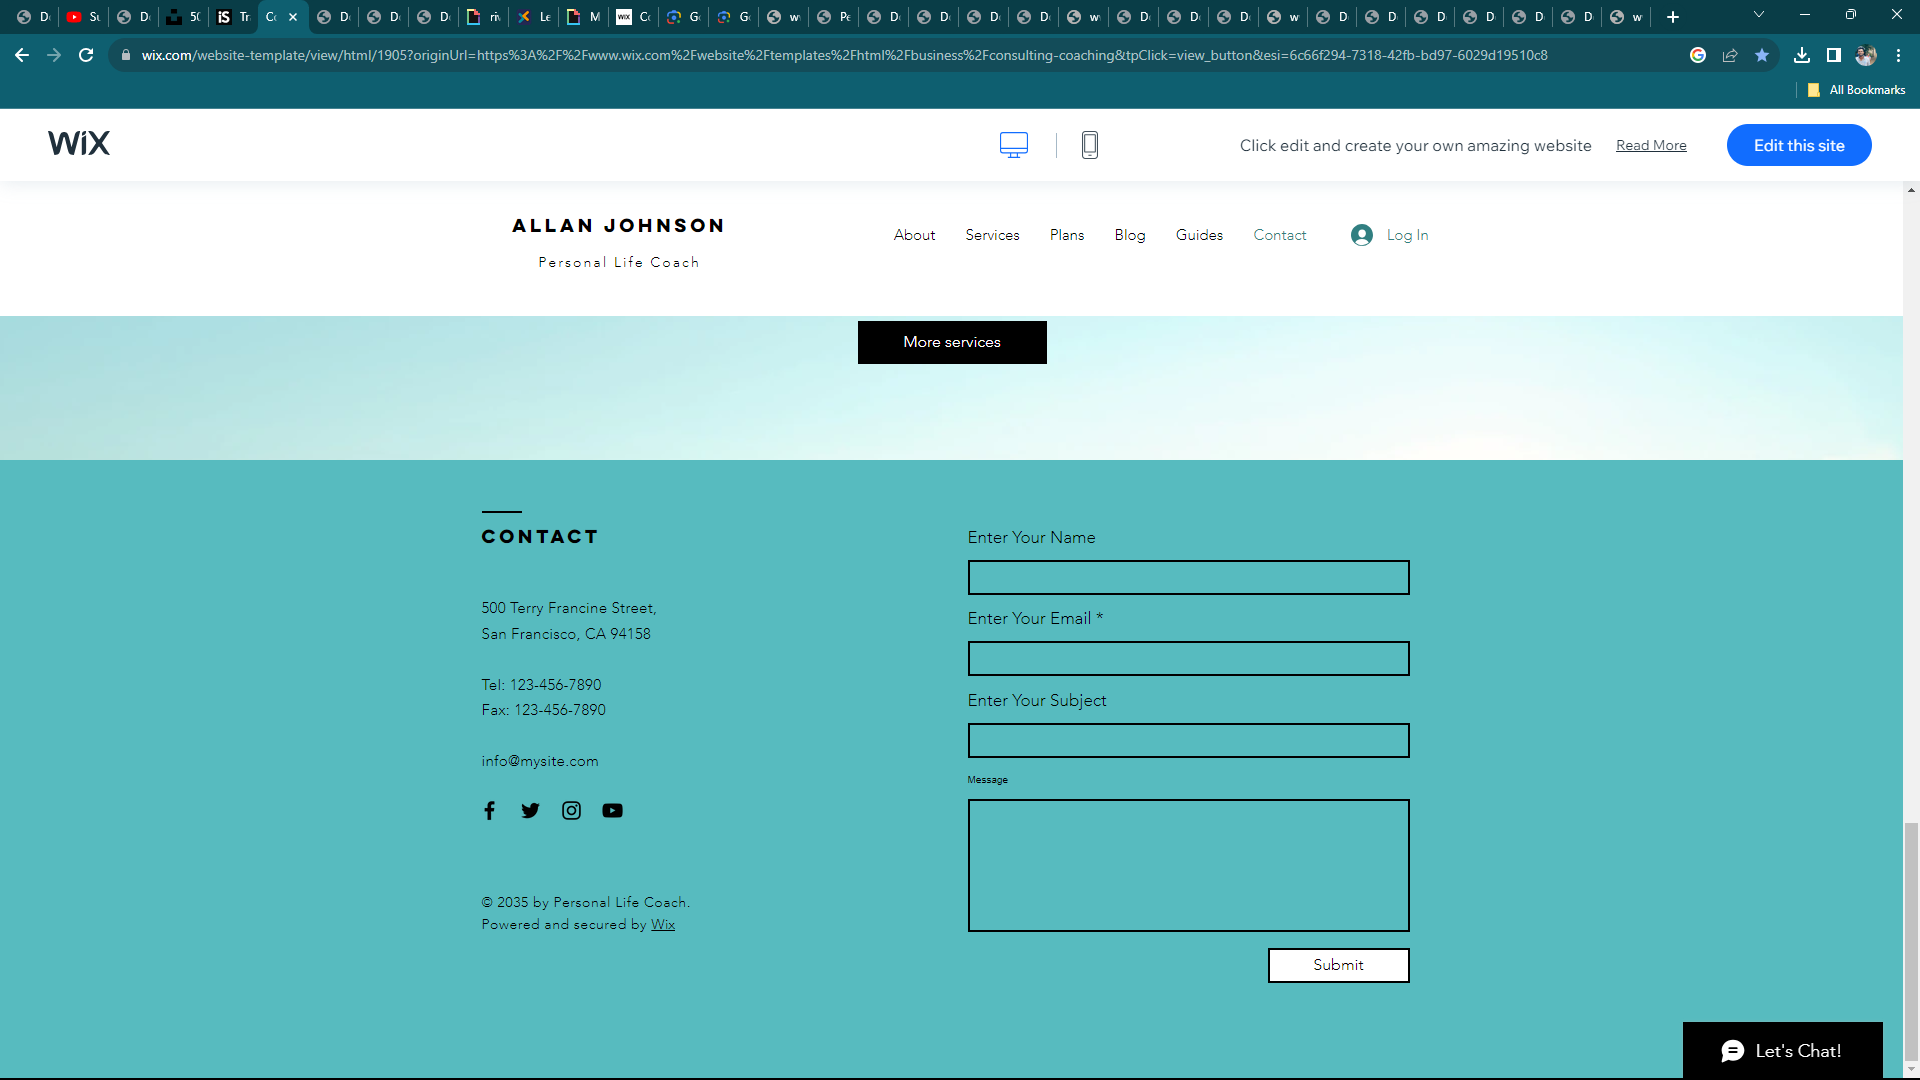 D
St
D
50
iS
Tr
C
D
D
D
riv
Le
M
WIX
C
G
G
w
Pe
D
D
D
D
w
D
D
D
w
D
D
D
D
D
D
w
wix.com/website-template/view/html/1905?originUrl=https%3A%2F%2Fwww.wix.com%2Fwebsite%2Ftemplates%2Fhtml%2Fbusiness%2Fconsulting-coaching&tpClick=view_button&esi=6c66f294-7318-42fb-bd97-6029d19510c8
All Bookmarks
WiX
Click edit and create your own amazing website
Read More
Edit this site
ALLAN JOHNSON
Personal Life Coach
About
Services
Plans
Blog
Guides
Contact
Log In
More services
CONTACT
500 Terry Francine Street,
San Francisco, CA 94158
Tel: 123-456-7890
Fax: 123-456-7890
info@mysite.com
© 2035 by Personal Life Coach.
Powered and secured by Wix
Enter Your Name
Enter Your Email *
Enter Your Subject
Message
Submit
Let's Chat!